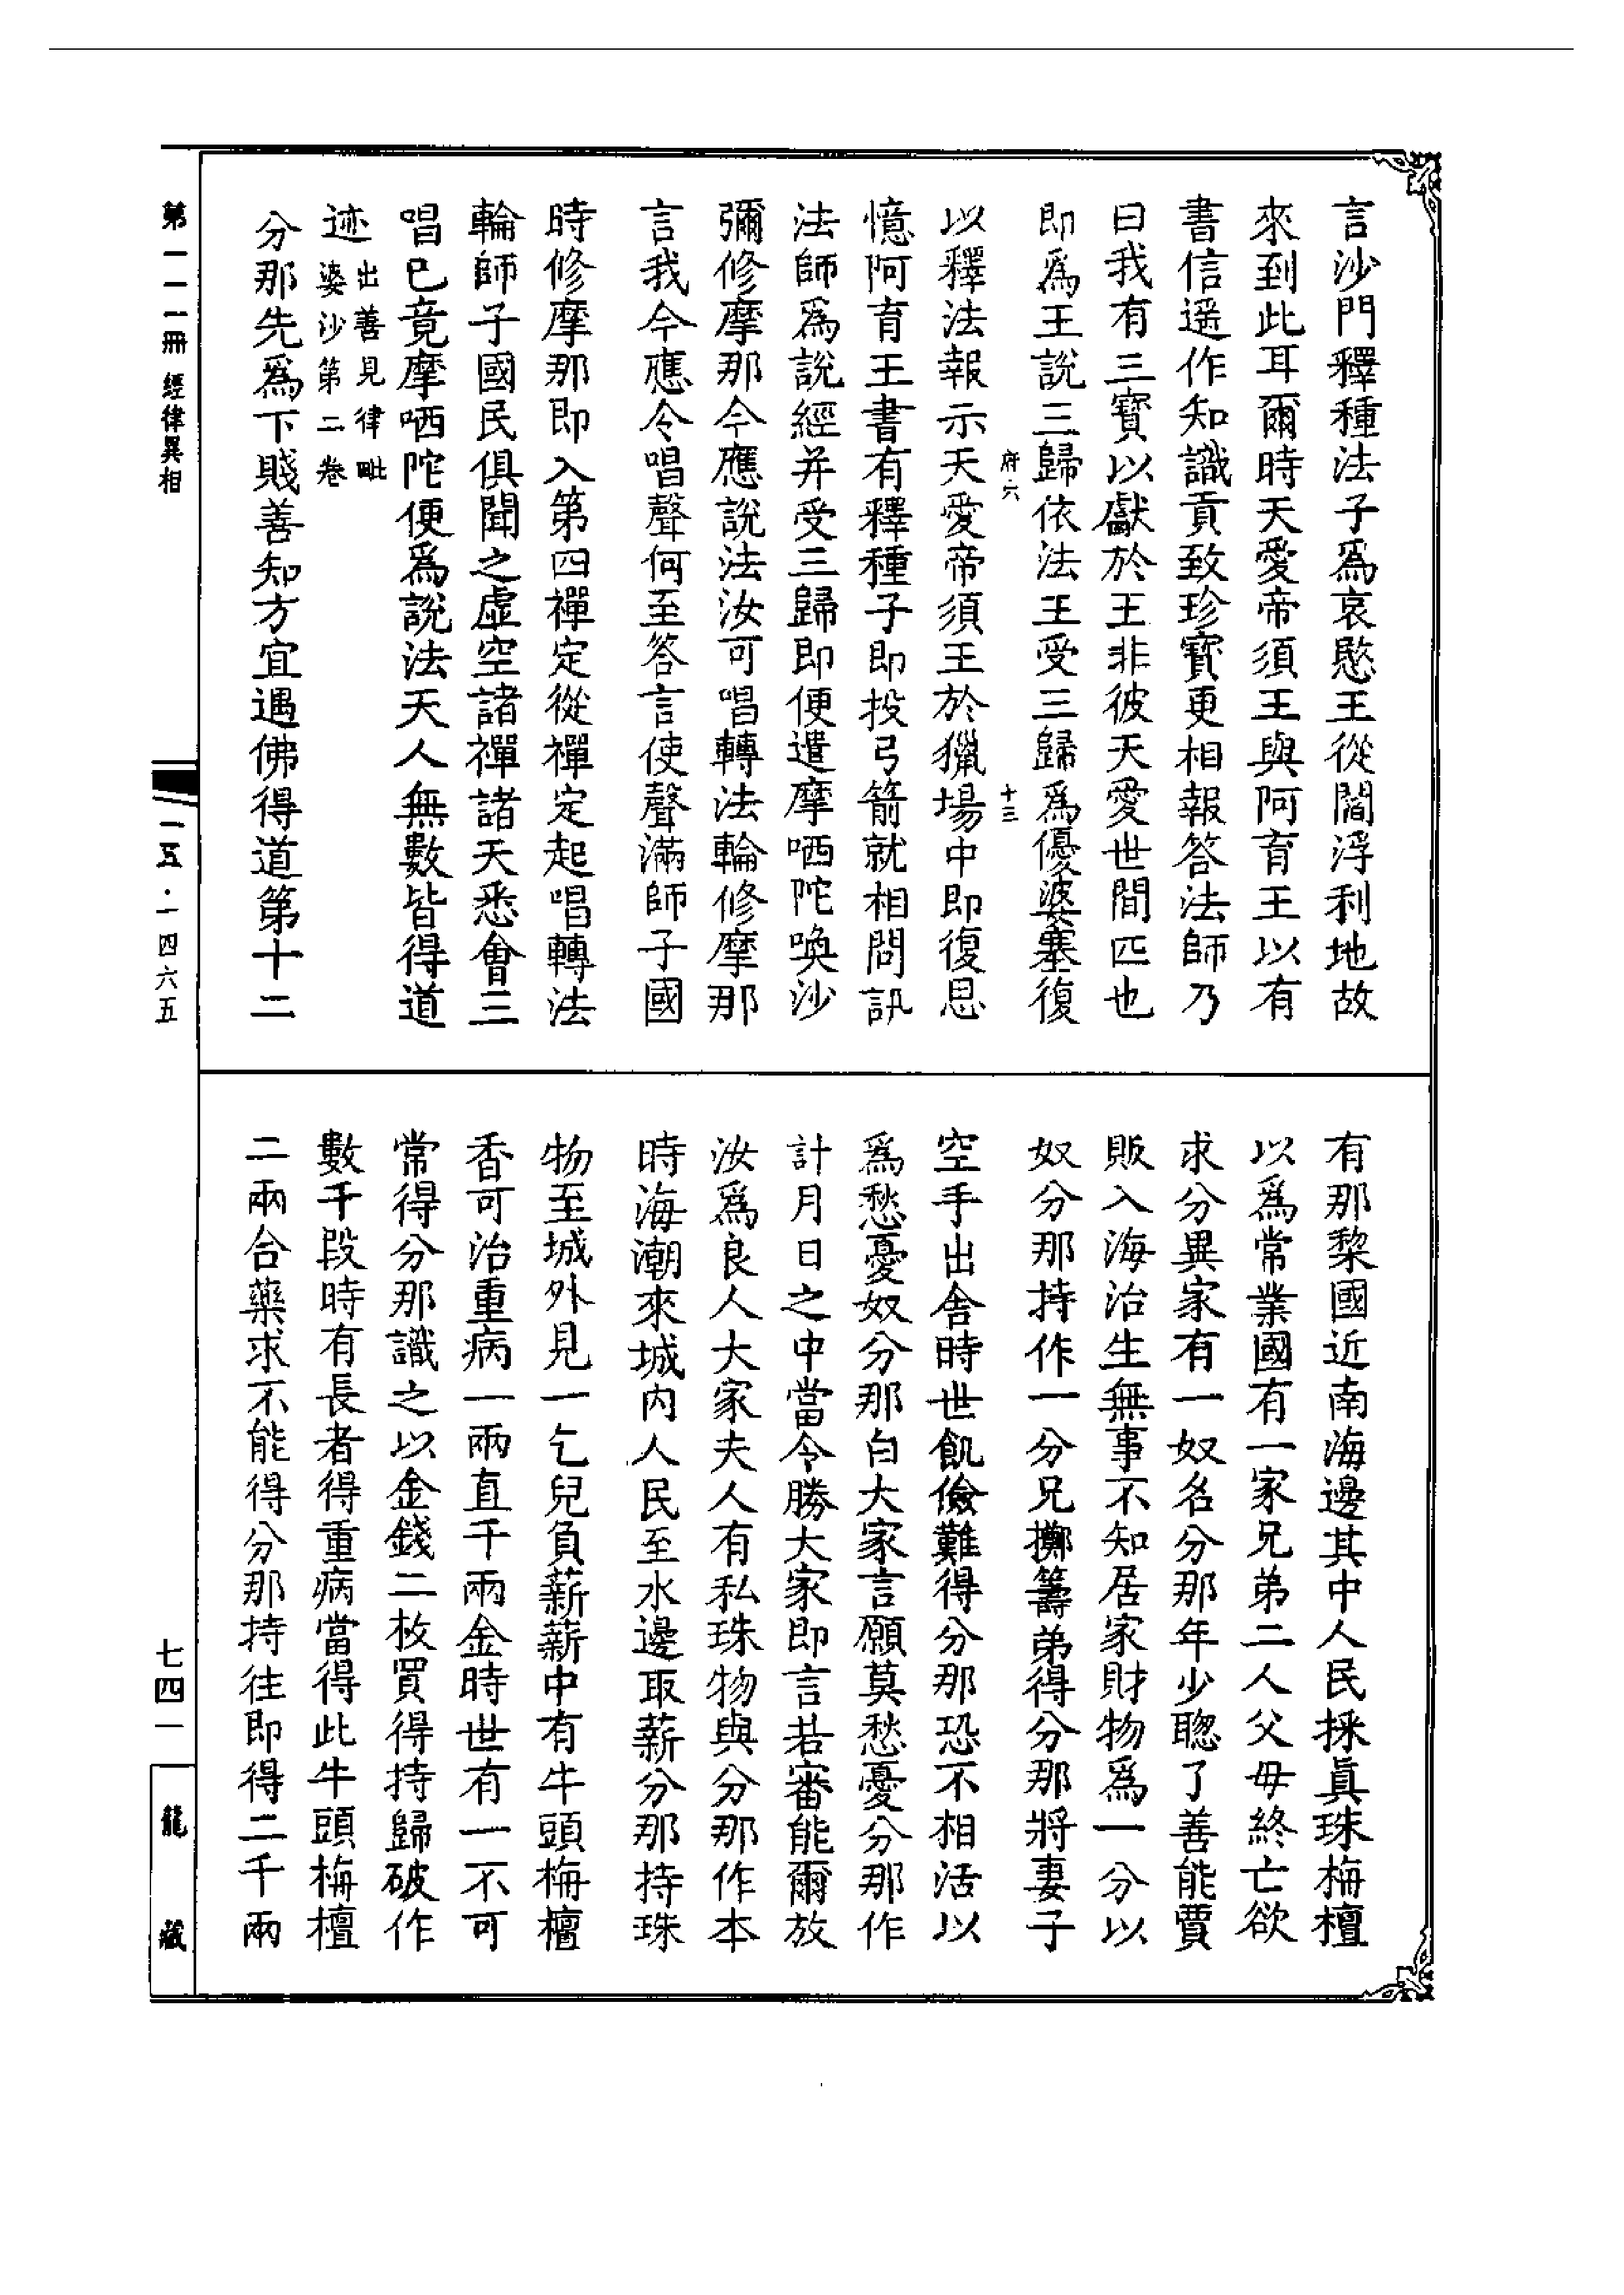 言沙門釋種法子爲哀愍王從閻浮利地故
來到此耳爾時天愛帝須王與阿育王以有
書信遥作知識貢致珍寶更相報答法師乃
曰我有三寶以獻於王非彼天愛世間匹也
即爲王說三歸依法王受三歸爲優婆塞復
府·六 十三
以釋法報示天愛帝須王於獵場中即復思
憶阿育王書有釋種子即投弓箭就相問訊
法師爲說經并受三歸即便遣摩哂陀喚沙
彌修摩那今應說法汝可唱轉法輪修摩那
言我今應令唱聲何至答言使聲滿師子國
時修摩那即入第四禪定從禪定起唱轉法
輪師子國民俱聞之虛空諸禪諸天悉會三
唱已竟摩哂陀便爲說法天人無數皆得道
迹出善見律毗
婆沙第二卷
分那先爲下賤善知方宜遇佛得道第十二
有那黎國近南海邊其中人民採眞珠栴檀
以爲常業國有一家兄弟二人父母終亡欲
求分異家有一奴名分那年少聰了善能賈
販入海治生無事不知居家財物爲一分以
奴分那持作一分兄擲籌弟得分那將妻子
空手出舍時世飢儉難得分那恐不相活以
爲愁憂奴分那白大家言願莫愁憂分那作
計月日之中當令勝大家即言若審能爾放
汝爲良人大家夫人有私珠物與分那作本
時海潮來城內人民至水邊取薪分那持珠
物至城外見一乞兒負薪薪中有牛頭栴檀
香可治重病一兩直千兩金時世有一不可
常得分那識之以金錢二枚買得持歸破作
數千段時有長者得重病當得此牛頭栴檀
二兩合藥求不能得分那持往即得二千兩
第一一一冊 經律異相
一五·一四六五
七四一
龍藏